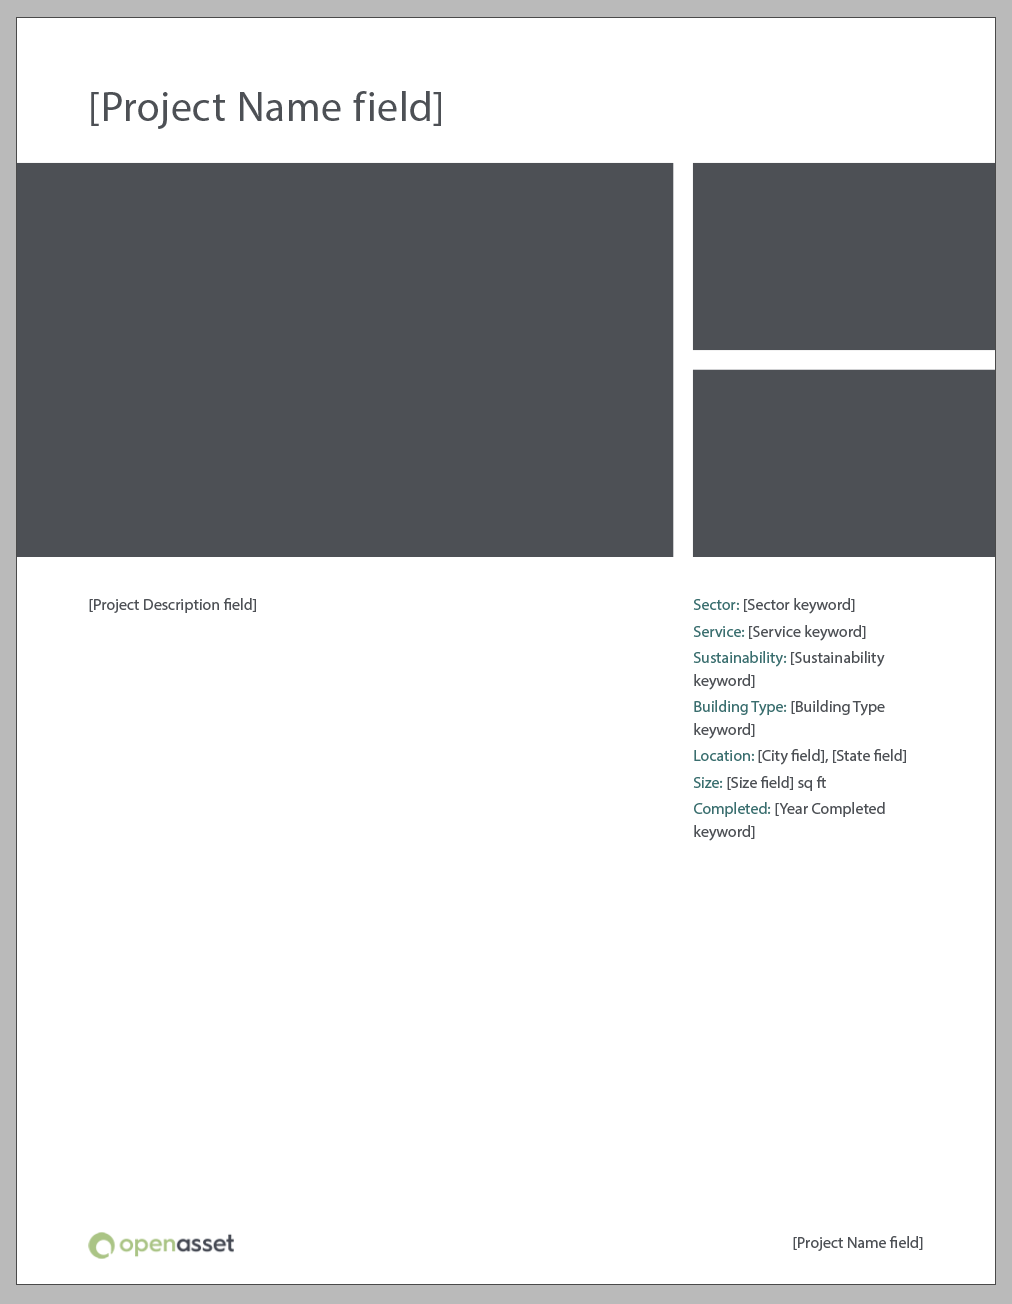 [Project Name field]
[Project Description field]
Sector: [Sector keyword]
Service: [Service keyword]
Sustainability: [Sustainability
keyword]
Building Type: [Building Type
keyword]
Location: [City field], [State field]
Size: [Size field] sq ft
Completed: [Year Completed
keyword]
openasset
[Project Name field]